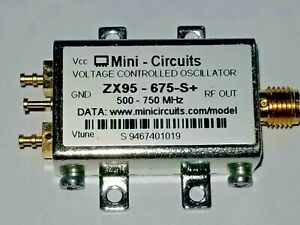 Vcc Mini - Circuits
VOLTAGE CONTROLLED OSCILLATOR
ZX95 - 675-S+
GND RF OUT
500 - 750 MHz
DATA: www.minicircuits.com/model
Vtune
S 9467401019